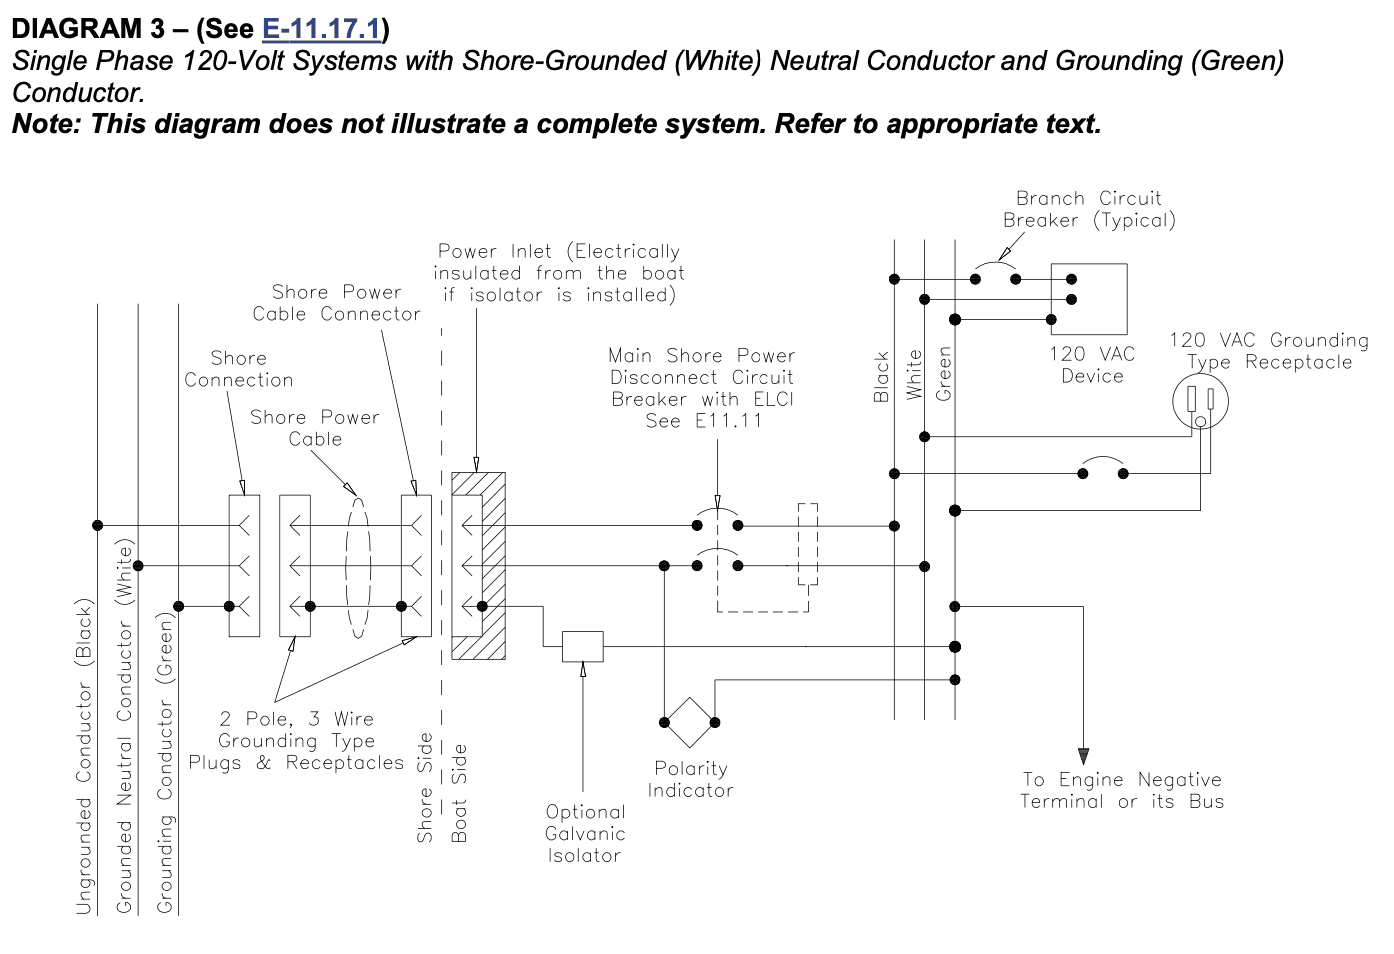 DIAGRAM 3 – (See E-11.17.1)
Single Phase 120-Volt Systems with Shore-Grounded (White) Neutral Conductor and Grounding (Green)
Conductor.
Note: This diagram does not illustrate a complete system. Refer to appropriate text.
Branch Circuit
Breaker (Typical)
Power Inlet (Electrically
insulated from the boat
if isolator is installed)
Shore Power
Cable Connector
Shore
Connection
Shore Power
Cable
Main Shore Power
Disconnect Circuit
Breaker with ELCI
See E11.11
Black
White
Green
120 VAC
Device
120 VAC Grounding
Type Receptacle
Ungrounded Conductor (Black)
Grounded Neutral Conductor (White)
Grounding Conductor (Green)
2 Pole, 3 Wire
Grounding Type
Plugs & Receptacles
Shore Side
Boat Side
Optional
Galvanic
Isolator
Polarity
Indicator
To Engine Negative
Terminal or its Bus